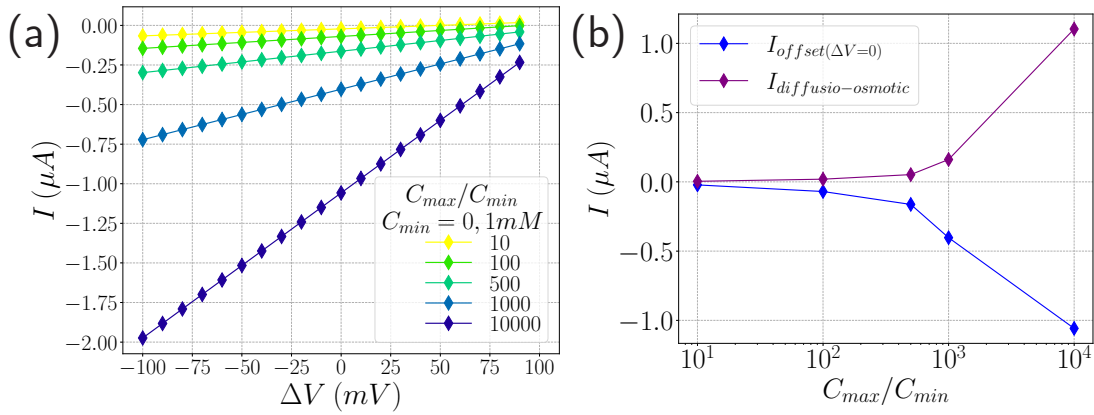 (a)
0.00
−0.25
−0.50
−0.75
−1.00
−1.25
−1.50
−1.75
−2.00
I (μA)
C_max/C_min
C_min = 0, 1mM
10
100
500
1000
10000
−100 −75 −50 −25 0 25 50 75 100
ΔV (mV)
(b)
1.0
0.5
0.0
−0.5
−1.0
I (μA)
I_offset(ΔV=0)
I_diffusio−osmotic
10^1 10^2 10^3 10^4
C_max/C_min